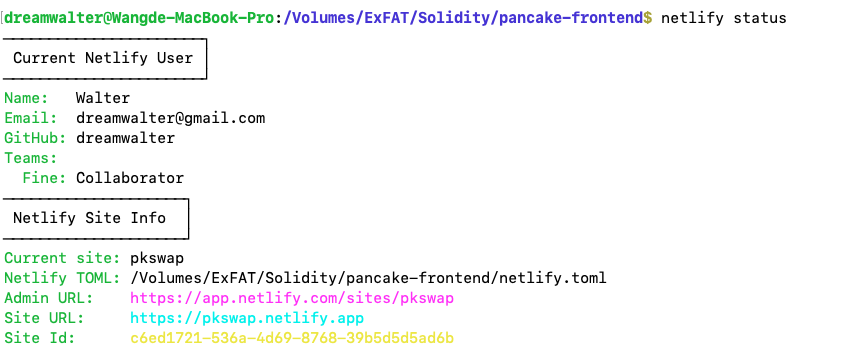 dreamwalter@Wangde-MacBook-Pro:/Volumes/ExFAT/Solidity/pancake-frontend$ netlify status
Current Netlify User
Name: Walter
Email: dreamwalter@gmail.com
GitHub: dreamwalter
Teams:
Fine: Collaborator
Netlify Site Info
Current site: pkswap
Netlify TOML: /Volumes/ExFAT/Solidity/pancake-frontend/netlify.toml
Admin URL: https://app.netlify.com/sites/pkswap
Site URL: https://pkswap.netlify.app
Site Id: c6ed1721-536a-4d69-8768-39b5d5d5ad6b